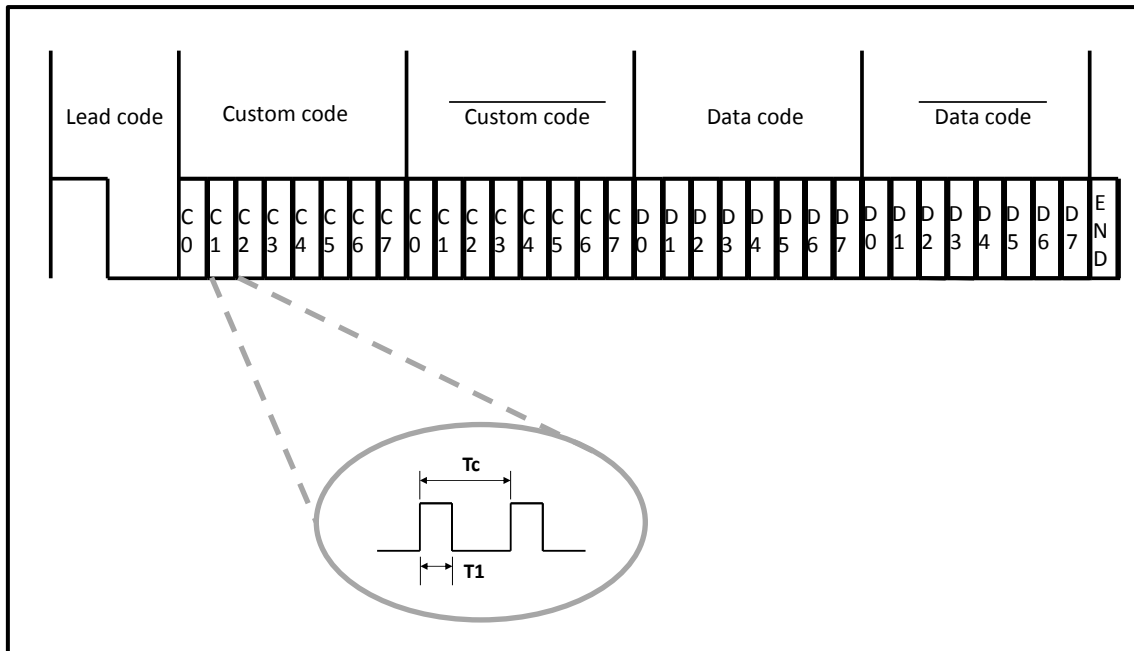 Lead code Custom code Custom code Data code Data code
C0 C1 C2 C3 C4 C5 C6 C7 C0 C1 C2 C3 C4 C5 C6 C7 D0 D1 D2 D3 D4 D5 D6 D7 D0 D1 D2 D3 D4 D5 D6 D7 END
Tc
T1